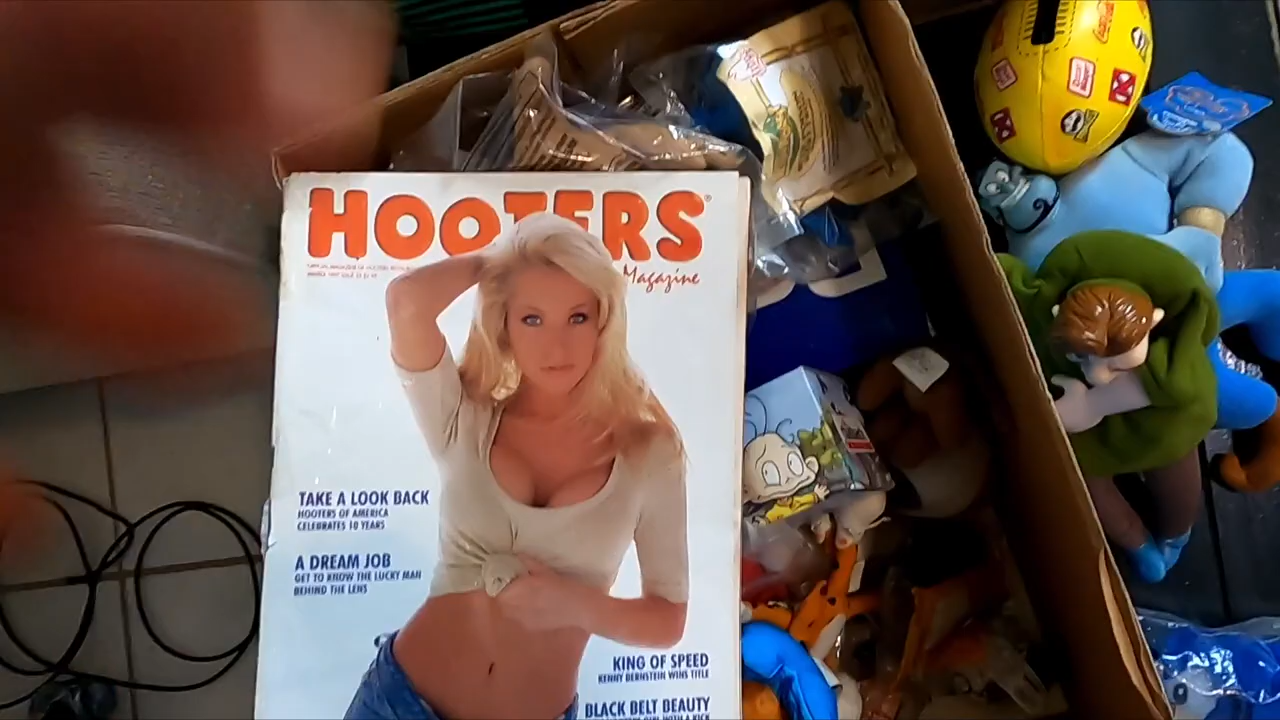 HOOTERS
Magazine
TAKE A LOOK BACK
HOOTERS OF AMERICA
CELEBRATES 10 YEARS
A DREAM JOB
GET TO KNOW THE LUCKY MAN
BEHIND THE LENS
KING OF SPEED
KENNY BERNSTEIN WINS TITLE
BLACK BELT BEAUTY